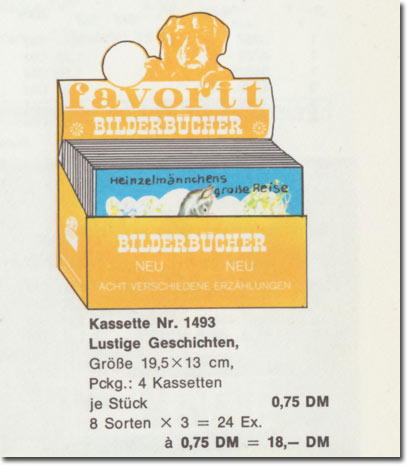 favorit
BILDERBÜCHER
Heinzelmännchens
große Reise
BILDERBÜCHER
NEU NEU
ACHT VERSCHIEDENE ERZÄHLUNGEN
Kassette Nr. 1493
Lustige Geschichten,
Größe 19,5×13 cm,
Pckg.: 4 Kassetten
je Stück 0,75 DM
8 Sorten × 3 = 24 Ex.
à 0,75 DM = 18,— DM